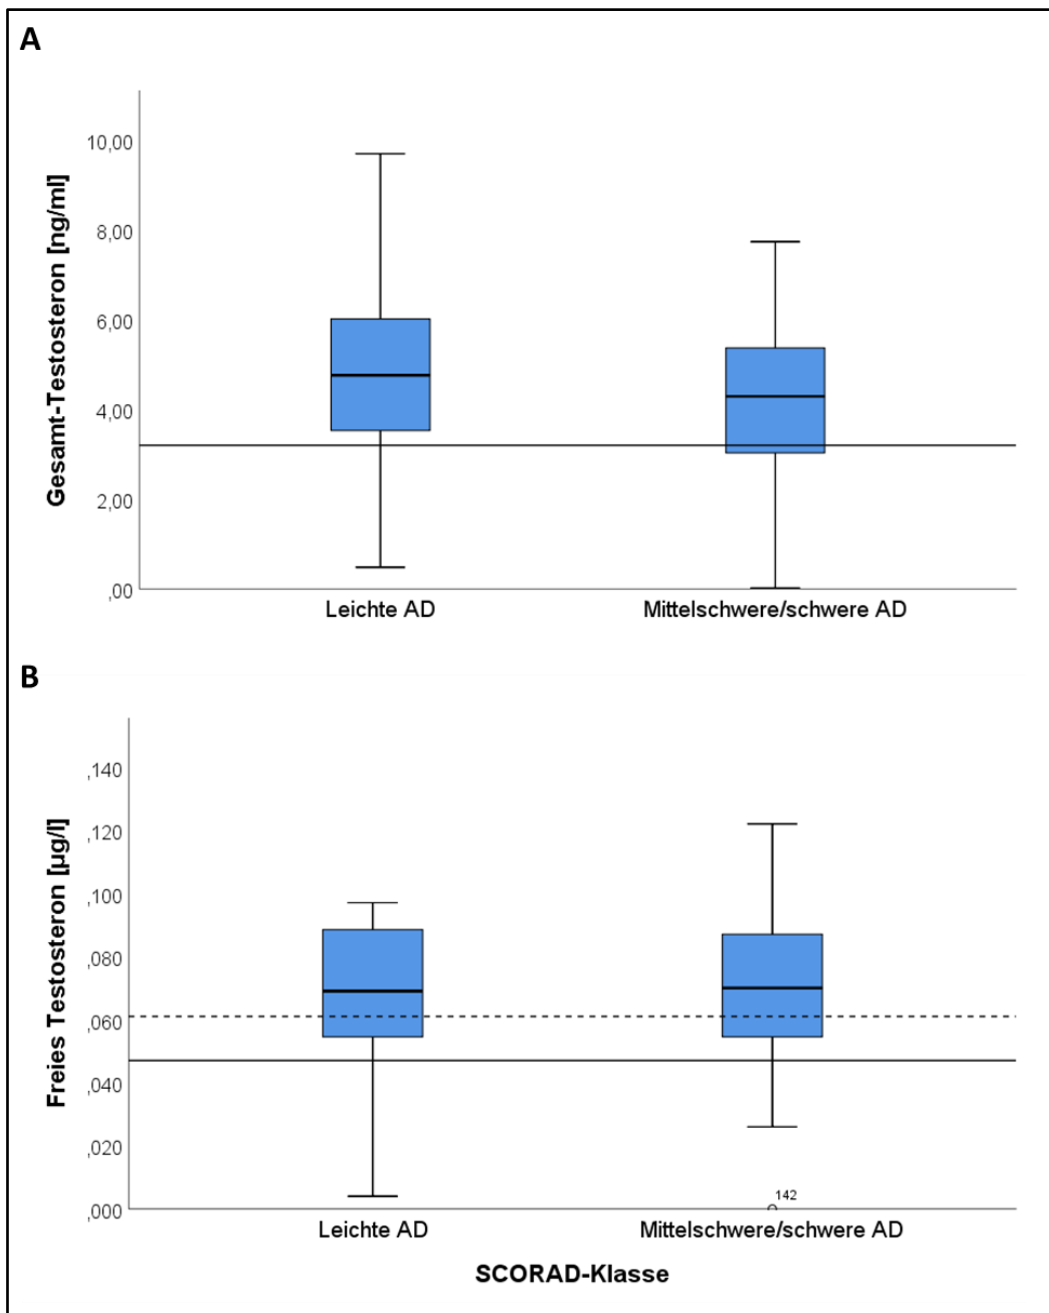 A
Gesamt-Testosteron [ng/ml]
10,00
8,00
6,00
4,00
2,00
,00
Leichte AD Mittelschwere/schwere AD
B
Freies Testosteron [µg/l]
,140
,120
,100
,080
,060
,040
,020
,000
142
Leichte AD Mittelschwere/schwere AD
SCORAD-Klasse